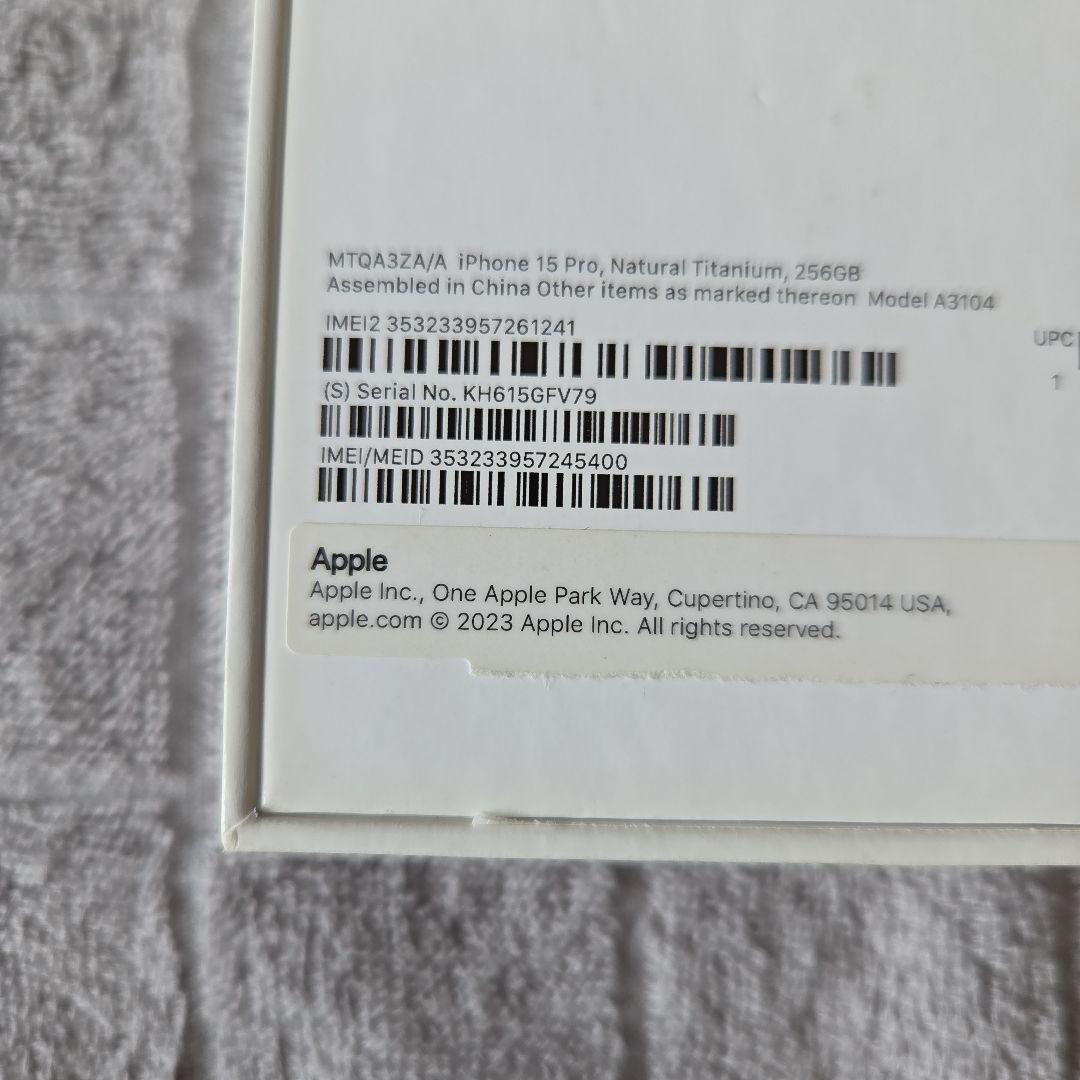 MTQA3ZA/A iPhone 15 Pro, Natural Titanium, 256GB
Assembled in China Other items as marked thereon Model A3104
IMEI2 353233957261241
(S) Serial No. KH615GFV79
IMEI/MEID 353233957245400
UPC
1
Apple
Apple Inc., One Apple Park Way, Cupertino, CA 95014 USA,
apple.com © 2023 Apple Inc. All rights reserved.